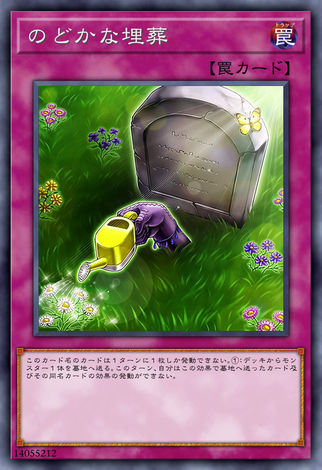 のどかな埋葬
トラップ
罠
【罠カード】
このカード名のカードは1ターンに1枚しか発動できない。①:デッキからモン
スター1体を墓地へ送る。このターン、自分はこの効果で墓地へ送ったカード及
びその同名カードの効果の発動ができない。
14055212